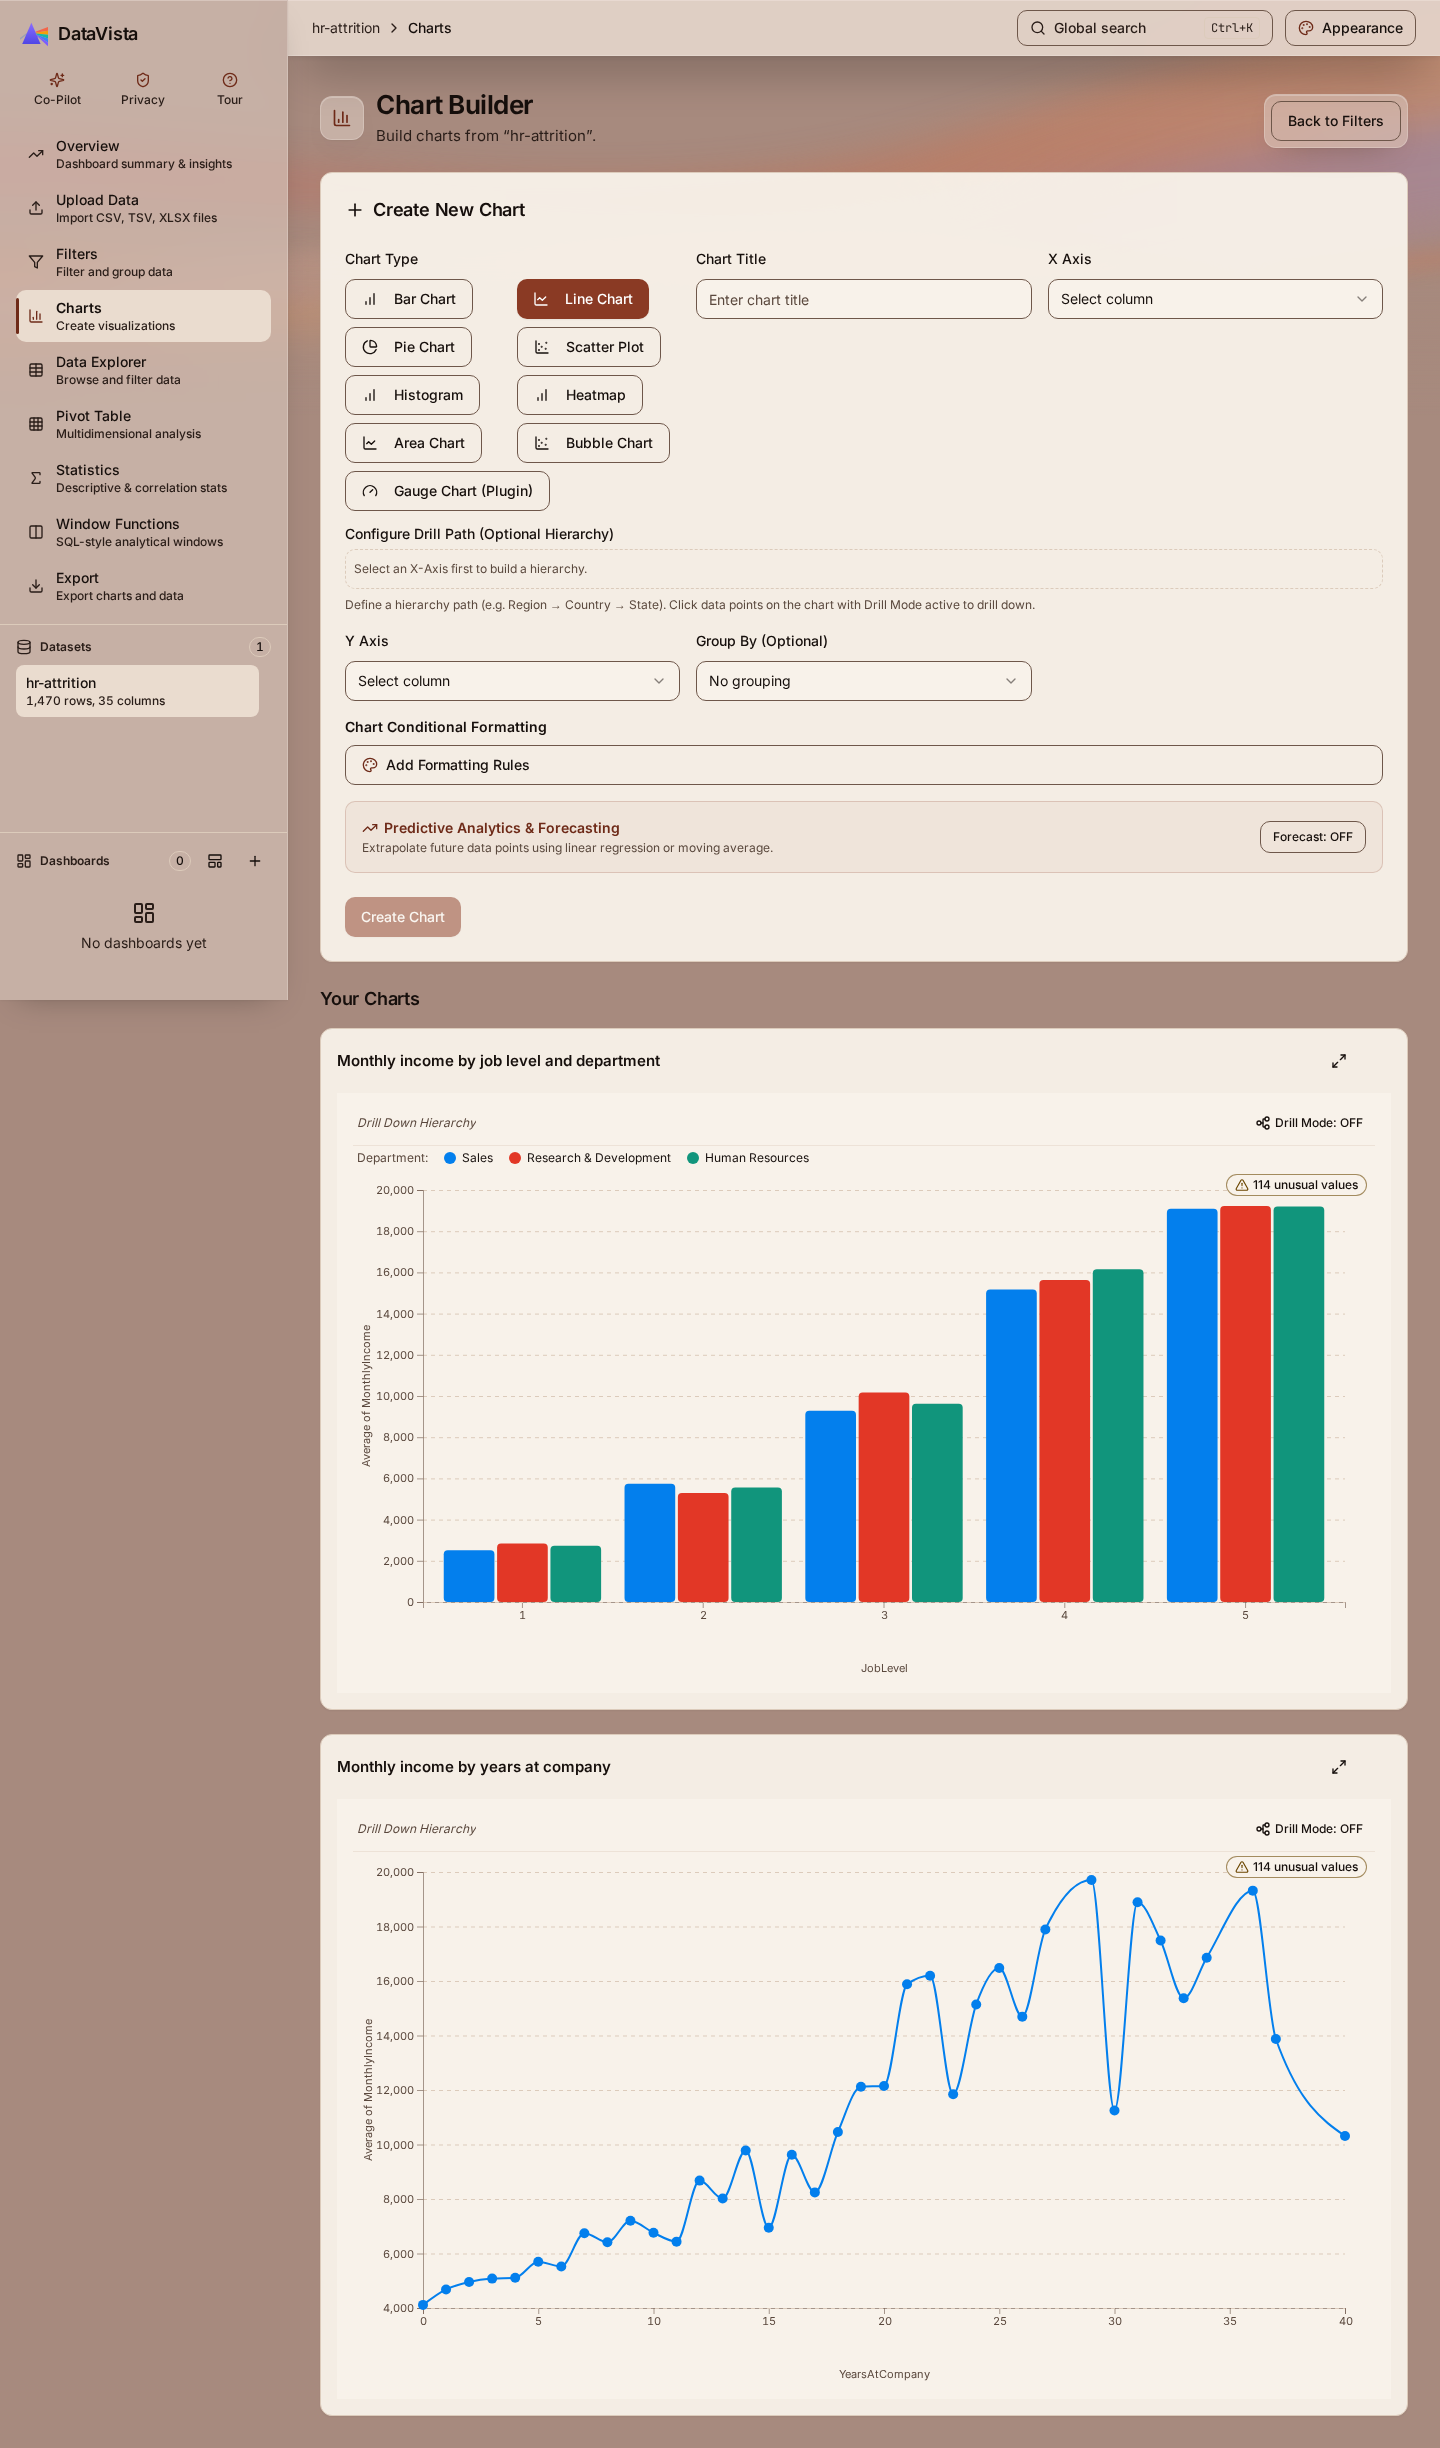 DataVista
Co-Pilot
Privacy
Tour
Overview
Dashboard summary & insights
Upload Data
Import CSV, TSV, XLSX files
Filters
Filter and group data
Charts
Create visualizations
Data Explorer
Browse and filter data
Pivot Table
Multidimensional analysis
Statistics
Descriptive & correlation stats
Window Functions
SQL-style analytical windows
Export
Export charts and data
Datasets
1
hr-attrition
1,470 rows, 35 columns
Dashboards
0
No dashboards yet
hr-attrition
Charts
Global search
Ctrl+K
Appearance
Chart Builder
Build charts from “hr-attrition”.
Back to Filters
Create New Chart
Chart Type
Bar Chart
Line Chart
Pie Chart
Scatter Plot
Histogram
Heatmap
Area Chart
Bubble Chart
Gauge Chart (Plugin)
Chart Title
Enter chart title
X Axis
Select column
Configure Drill Path (Optional Hierarchy)
Select an X-Axis first to build a hierarchy.
Define a hierarchy path (e.g. Region → Country → State). Click data points on the chart with Drill Mode active to drill down.
Y Axis
Select column
Group By (Optional)
No grouping
Chart Conditional Formatting
Add Formatting Rules
Predictive Analytics & Forecasting
Extrapolate future data points using linear regression or moving average.
Forecast: OFF
Create Chart
Your Charts
Monthly income by job level and department
Drill Down Hierarchy
Drill Mode: OFF
Department:
Sales
Research & Development
Human Resources
114 unusual values
20,000
18,000
16,000
14,000
12,000
10,000
8,000
6,000
4,000
2,000
0
Average of MonthlyIncome
1
2
3
4
5
JobLevel
Monthly income by years at company
Drill Down Hierarchy
Drill Mode: OFF
114 unusual values
20,000
18,000
16,000
14,000
12,000
10,000
8,000
6,000
4,000
Average of MonthlyIncome
0
5
10
15
20
25
30
35
40
YearsAtCompany